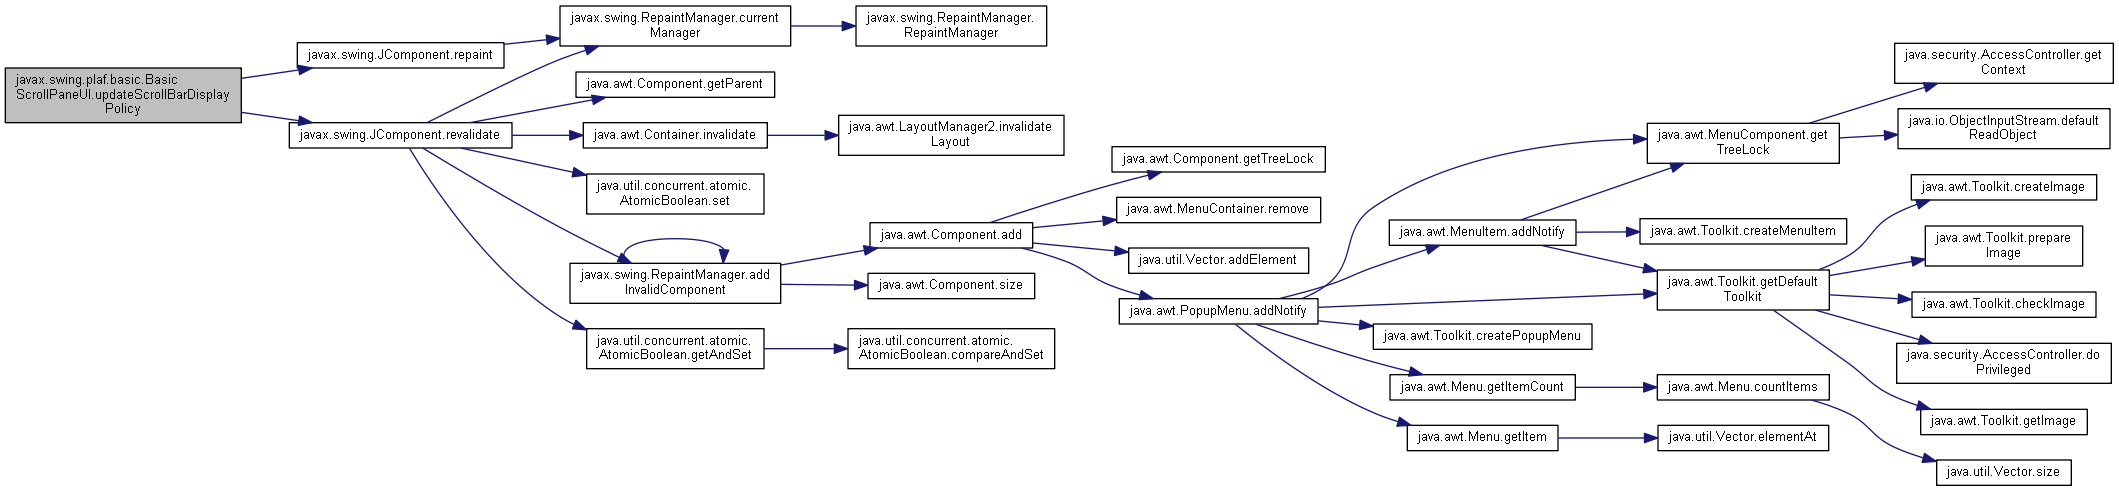 javax.swing.plaf.basic.Basic
ScrollPaneUI.updateScrollBarDisplay
Policy
javax.swing.JComponent.repaint
javax.swing.JComponent.revalidate
javax.swing.RepaintManager.current
Manager
javax.swing.RepaintManager.
RepaintManager
java.awt.Component.getParent
java.awt.Container.invalidate
java.awt.LayoutManager2.invalidate
Layout
java.util.concurrent.atomic.
AtomicBoolean.set
javax.swing.RepaintManager.add
InvalidComponent
java.util.concurrent.atomic.
AtomicBoolean.getAndSet
java.util.concurrent.atomic.
AtomicBoolean.compareAndSet
java.awt.Component.add
java.awt.Component.size
java.awt.Component.getTreeLock
java.awt.MenuContainer.remove
java.util.Vector.addElement
java.awt.PopupMenu.addNotify
java.awt.MenuItem.addNotify
java.awt.Toolkit.createPopupMenu
java.awt.Menu.getItemCount
java.awt.Menu.getItem
java.awt.MenuComponent.get
TreeLock
java.awt.Toolkit.createMenuItem
java.awt.Toolkit.getDefault
Toolkit
java.awt.Menu.countItems
java.util.Vector.elementAt
java.security.AccessController.get
Context
java.io.ObjectInputStream.default
ReadObject
java.awt.Toolkit.createImage
java.awt.Toolkit.prepare
Image
java.awt.Toolkit.checkImage
java.security.AccessController.do
Privileged
java.awt.Toolkit.getImage
java.util.Vector.size